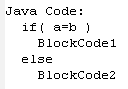 Java Code:
  if( a=b )
    BlockCode1
  else
    BlockCode2